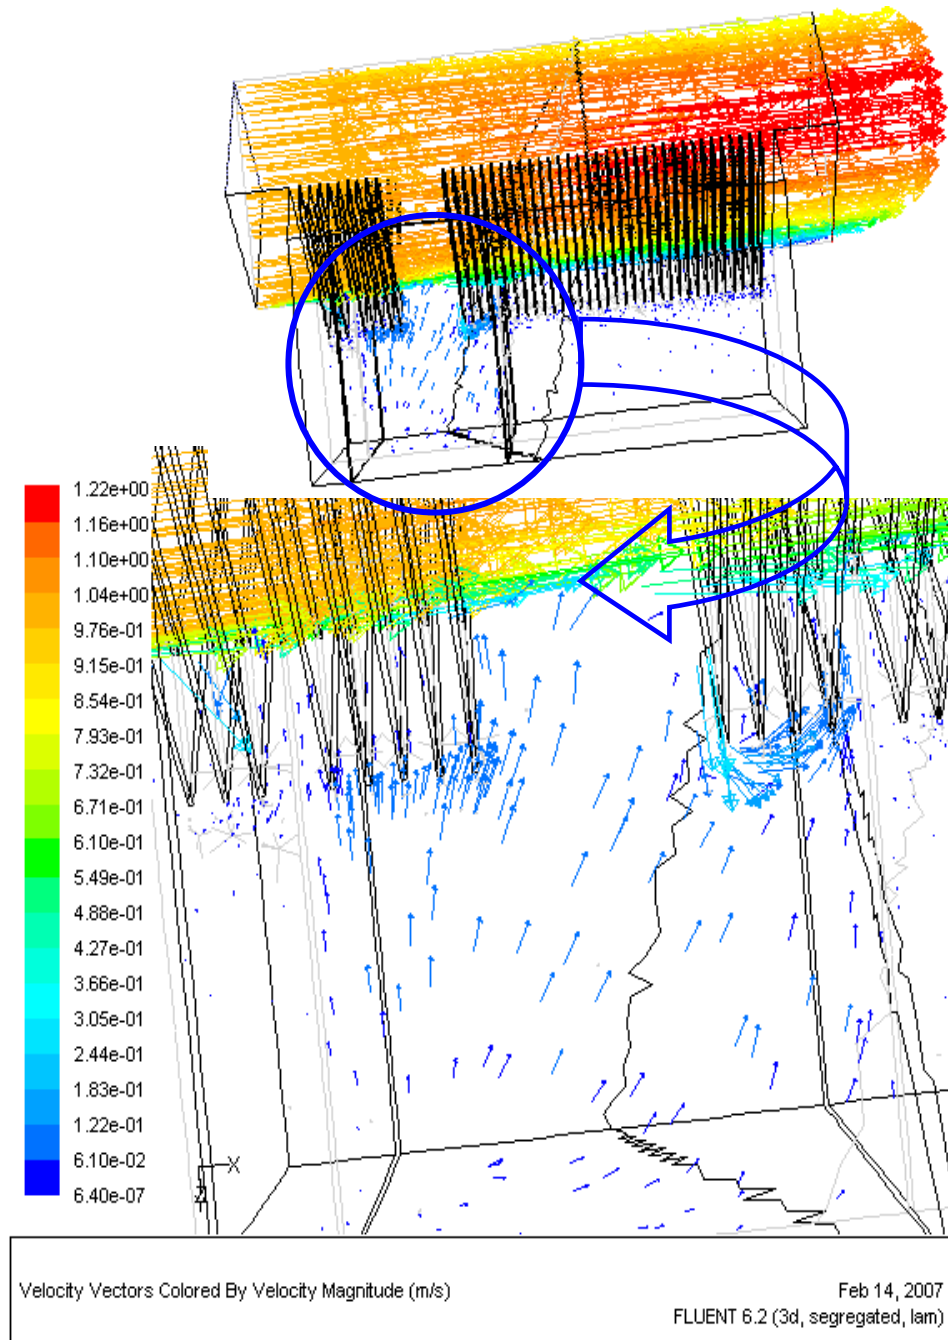 1.22e+00
1.16e+00
1.10e+00
1.04e+00
9.76e-01
9.15e-01
8.54e-01
7.93e-01
7.32e-01
6.71e-01
6.10e-01
5.49e-01
4.88e-01
4.27e-01
3.66e-01
3.05e-01
2.44e-01
1.83e-01
1.22e-01
6.10e-02
6.40e-07
X
Z
Velocity Vectors Colored By Velocity Magnitude (m/s)
Feb 14, 2007
FLUENT 6.2 (3d, segregated, lam)